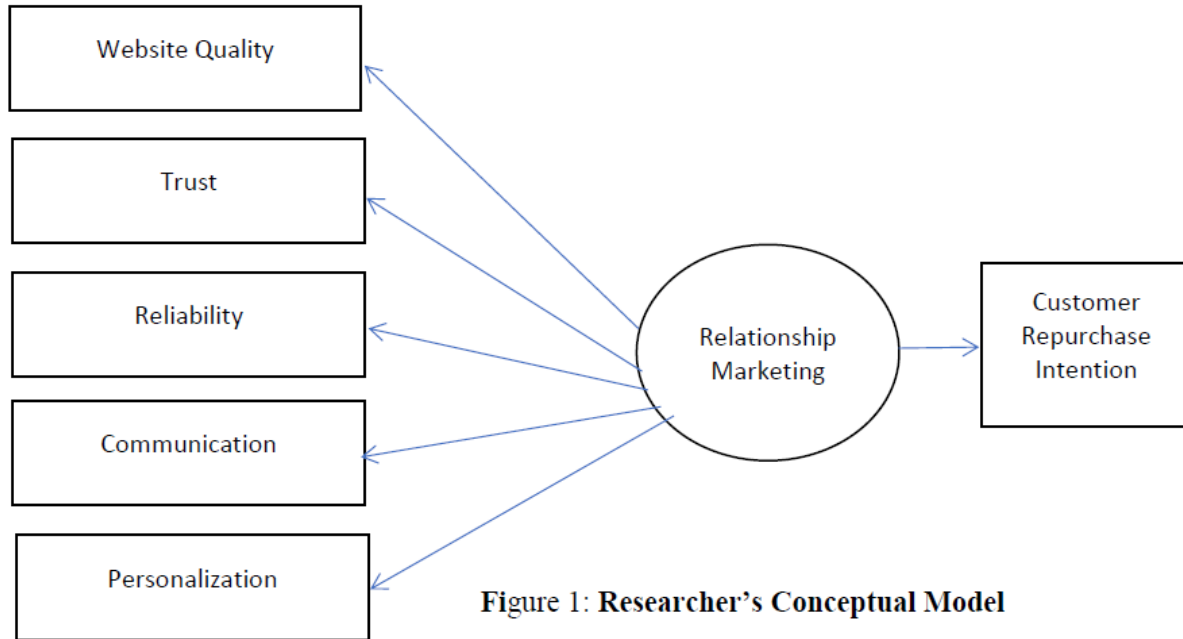 Website Quality
Trust
Reliability
Communication
Personalization
Relationship
Marketing
Customer
Repurchase
Intention
Figure 1: Researcher’s Conceptual Model